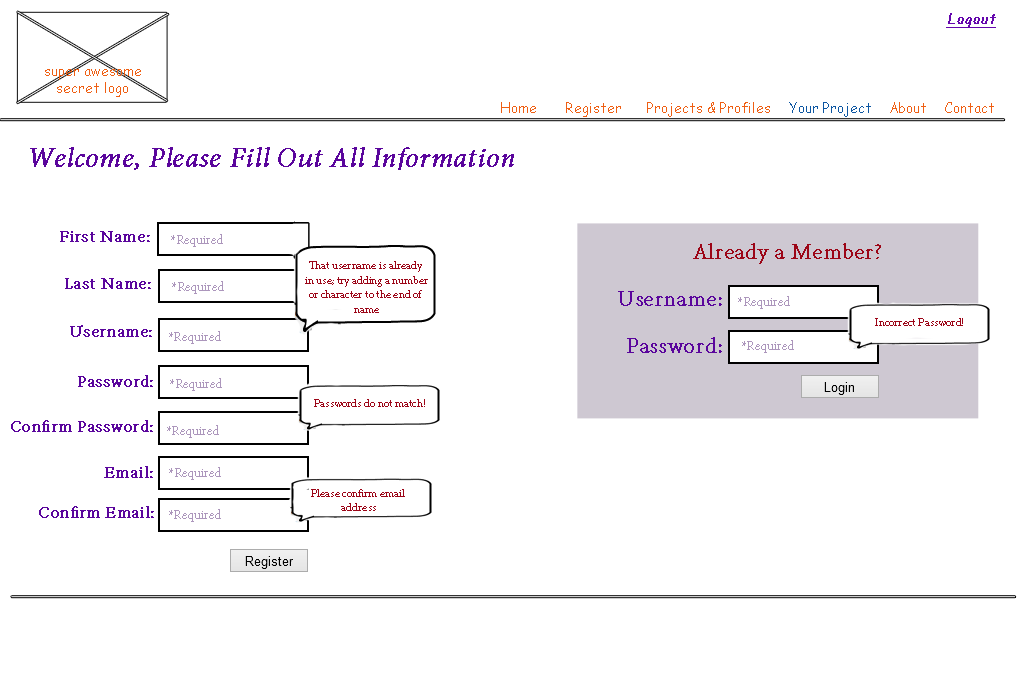 Logout
super awesome
secret logo
Home Register Projects & Profiles Your Project About Contact
Welcome, Please Fill Out All Information
First Name: *Required
That username is already
in use; try adding a number
or character to the end of
name
Last Name: *Required
Username: *Required
Password: *Required
Passwords do not match!
Confirm Password: *Required
Email: *Required
Please confirm email
address
Confirm Email: *Required
Register
Already a Member?
Username: *Required
Incorrect Password!
Password: *Required
Login